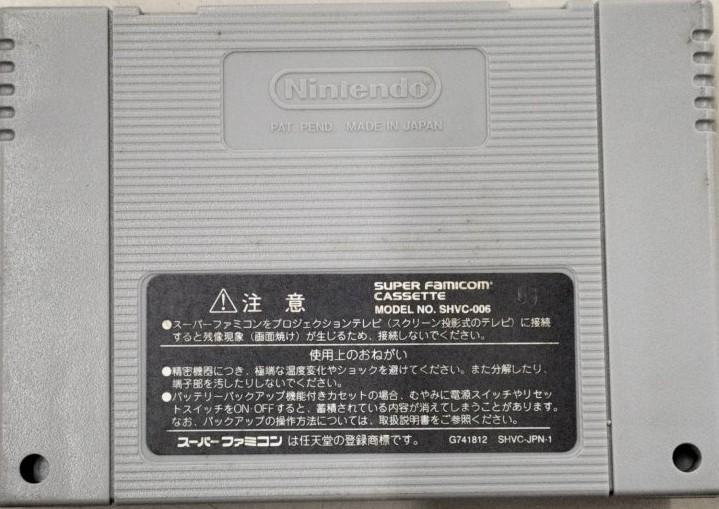 Nintendo
PAT. PEND. MADE IN JAPAN
⚠注 意
SUPER FAMICOM
CASSETTE
MODEL NO. SHVC-006
●スーパーファミコンをプロジェクションテレビ（スクリーン投影式のテレビ）に接続
すると残像現象（画面焼け）が生じるため、接続しないでください。
使用上のおねがい
●精密機器につき、極端な温度変化やショックを避けてください。また分解したり、
端子部を汚したりしないでください。
●バッテリーバックアップ機能付きカセットの場合、むやみに電源スイッチやリセッ
トスイッチをON・OFFすると、蓄積されている内容が消えてしまうことがあります。
なお、バックアップの操作方法については、取扱説明書をご参照ください。
スーパーファミコン は任天堂の登録商標です。
G741812 SHVC-JPN-1